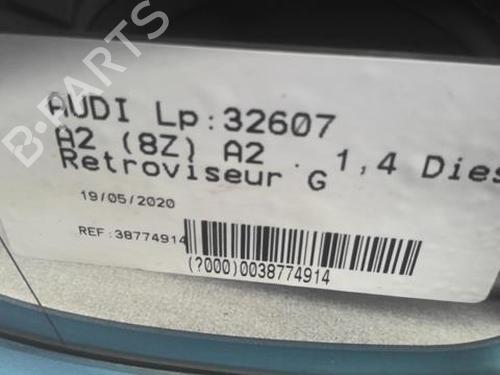 AUDI Lp:32607
A2 (8Z) A2 . 1,4 Dies
Retroviseur G
19/05/2020
REF:38774914
(?000)0038774914
B-PARTS